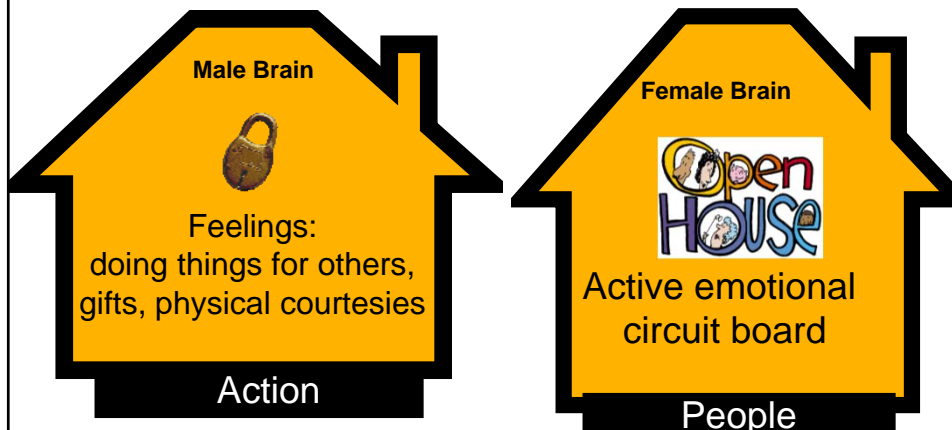 Male Brain
Feelings:
doing things for others,
gifts, physical courtesies
Action
Female Brain
Open
House
Active emotional
circuit board
People